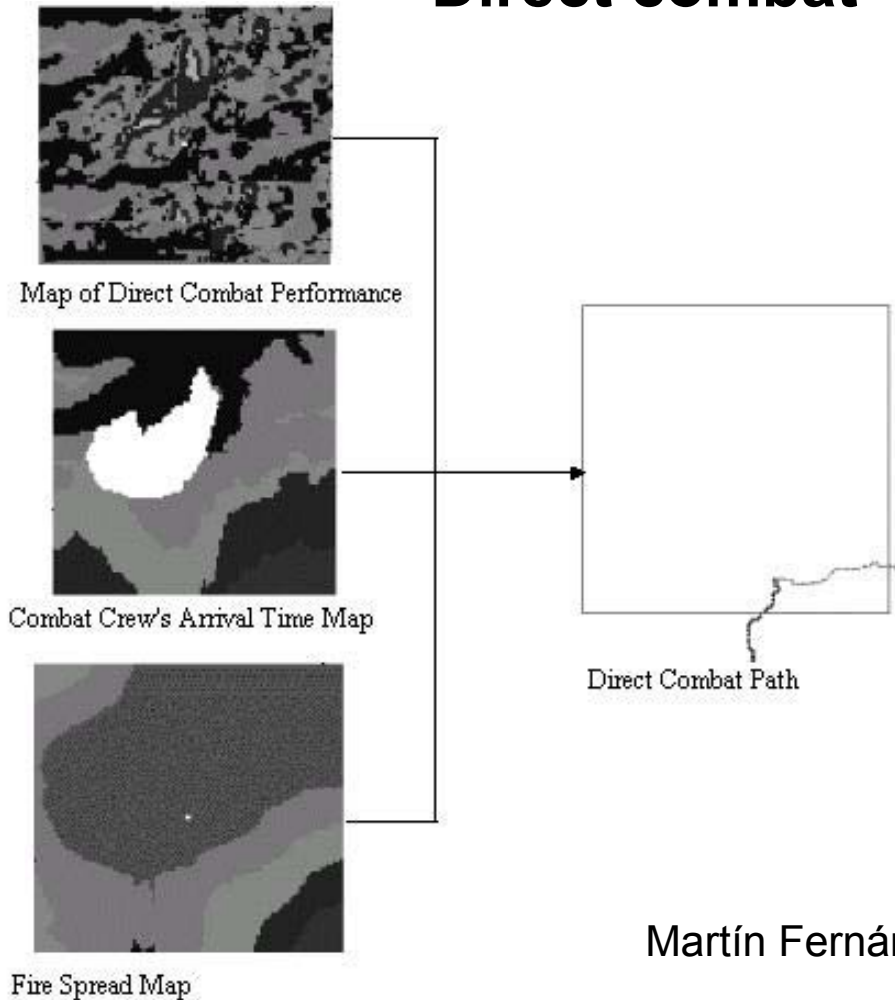 Direct combat
Map of Direct Combat Performance
Combat Crew's Arrival Time Map
Direct Combat Path
Fire Spread Map
Martín